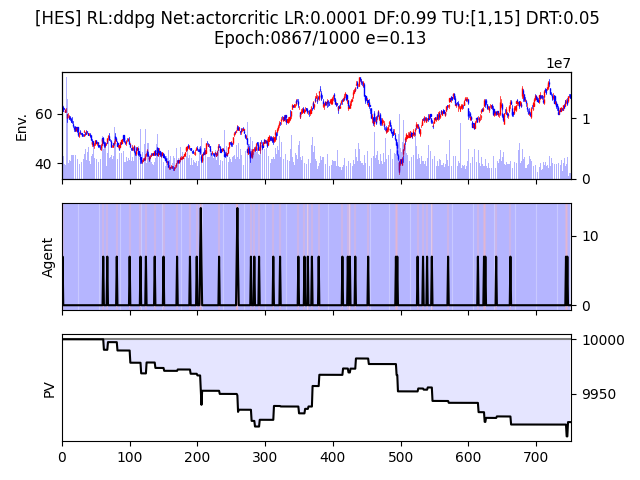 [HES] RL:ddpg Net:actorcritic LR:0.0001 DF:0.99 TU:[1,15] DRT:0.05
Epoch:0867/1000 e=0.13
1e7
Env.
60
40
1
0
Agent
10
0
PV
10000
9950
0 100 200 300 400 500 600 700